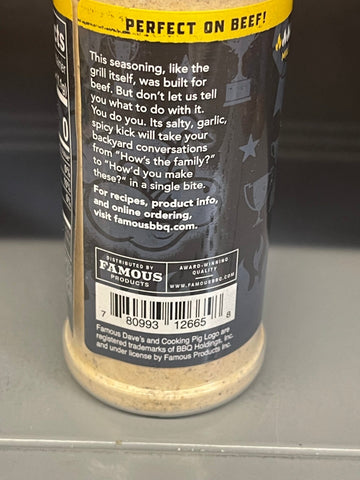 PERFECT ON BEEF!
This seasoning, like the
grill itself, was built for
beef. But don't let us tell
you what to do with it.
You do you. Its salty, garlic,
spicy kick will take your
backyard conversations
from "How's the family?"
to "How'd you make
these?" in a single bite.
For recipes, product info,
and online ordering,
visit famousbbq.com.
DISTRIBUTED BY
FAMOUS
PRODUCTS
AWARD-WINNING
QUALITY
WWW.FAMOUSBBQ.COM
7 80993 12665 8
Famous Dave's and Cooking Pig Logo are
registered trademarks of BBQ Holdings, Inc.
and under license by Famous Products Inc.